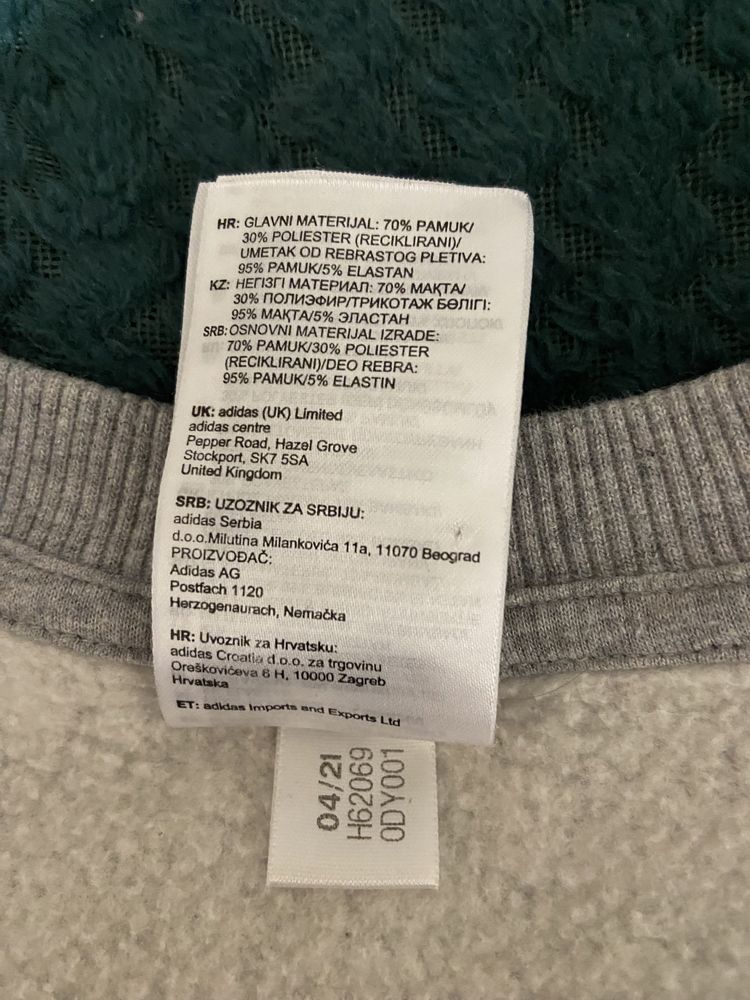 HR: GLAVNI MATERIJAL: 70% PAMUK/
30% POLIESTER (RECIKLIRANI)/
UMETAK OD REBRASTOG PLETIVA:
95% PAMUK/5% ELASTAN
KZ: НЕГІЗГІ МАТЕРИАЛ: 70% МАҚТА/
30% ПОЛИЭФИР/ТРИКОТАЖ БӨЛІГІ:
95% МАҚТА/5% ЭЛАСТАН
SRB: OSNOVNI MATERIJAL IZRADE:
70% PAMUK/30% POLIESTER
(RECIKLIRANI)/DEO REBRA:
95% PAMUK/5% ELASTIN
UK: adidas (UK) Limited
adidas centre
Pepper Road, Hazel Grove
Stockport, SK7 5SA
United Kingdom
SRB: UZOZNIK ZA SRBIJU:
adidas Serbia
d.o.o.Milutina Milankovića 11a, 11070 Beograd
PROIZVOĐAČ:
Adidas AG
Postfach 1120
Herzogenaurach, Nemačka
HR: Uvoznik za Hrvatsku:
adidas Croatia d.o.o. za trgovinu
Oreškovićeva 6 H, 10000 Zagreb
Hrvatska
ET: adidas Imports and Exports Ltd
04/21
H62069
0DY001